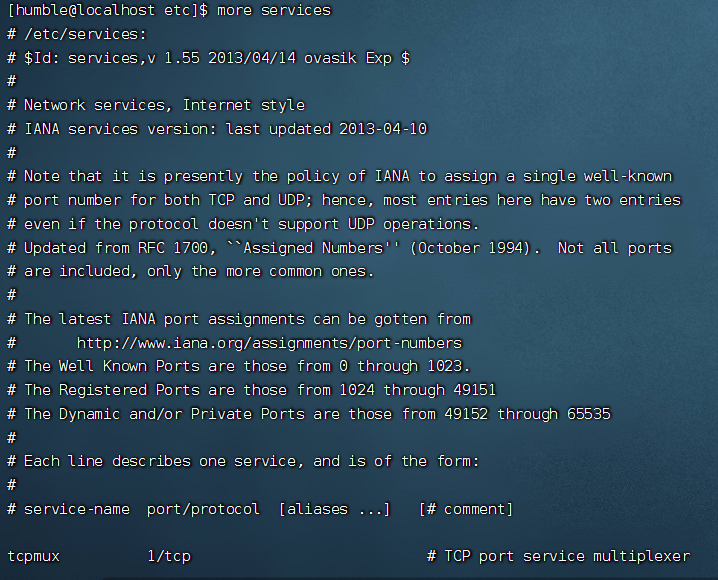 [humble@localhost etc]$ more services
# /etc/services:
# $Id: services,v 1.55 2013/04/14 ovasik Exp $
#
# Network services, Internet style
# IANA services version: last updated 2013-04-10
#
# Note that it is presently the policy of IANA to assign a single well-known
# port number for both TCP and UDP; hence, most entries here have two entries
# even if the protocol doesn't support UDP operations.
# Updated from RFC 1700, ``Assigned Numbers'' (October 1994).  Not all ports
# are included, only the more common ones.
#
# The latest IANA port assignments can be gotten from
#       http://www.iana.org/assignments/port-numbers
# The Well Known Ports are those from 0 through 1023.
# The Registered Ports are those from 1024 through 49151
# The Dynamic and/or Private Ports are those from 49152 through 65535
#
# Each line describes one service, and is of the form:
#
# service-name  port/protocol  [aliases ...]   [# comment]

tcpmux          1/tcp                           # TCP port service multiplexer